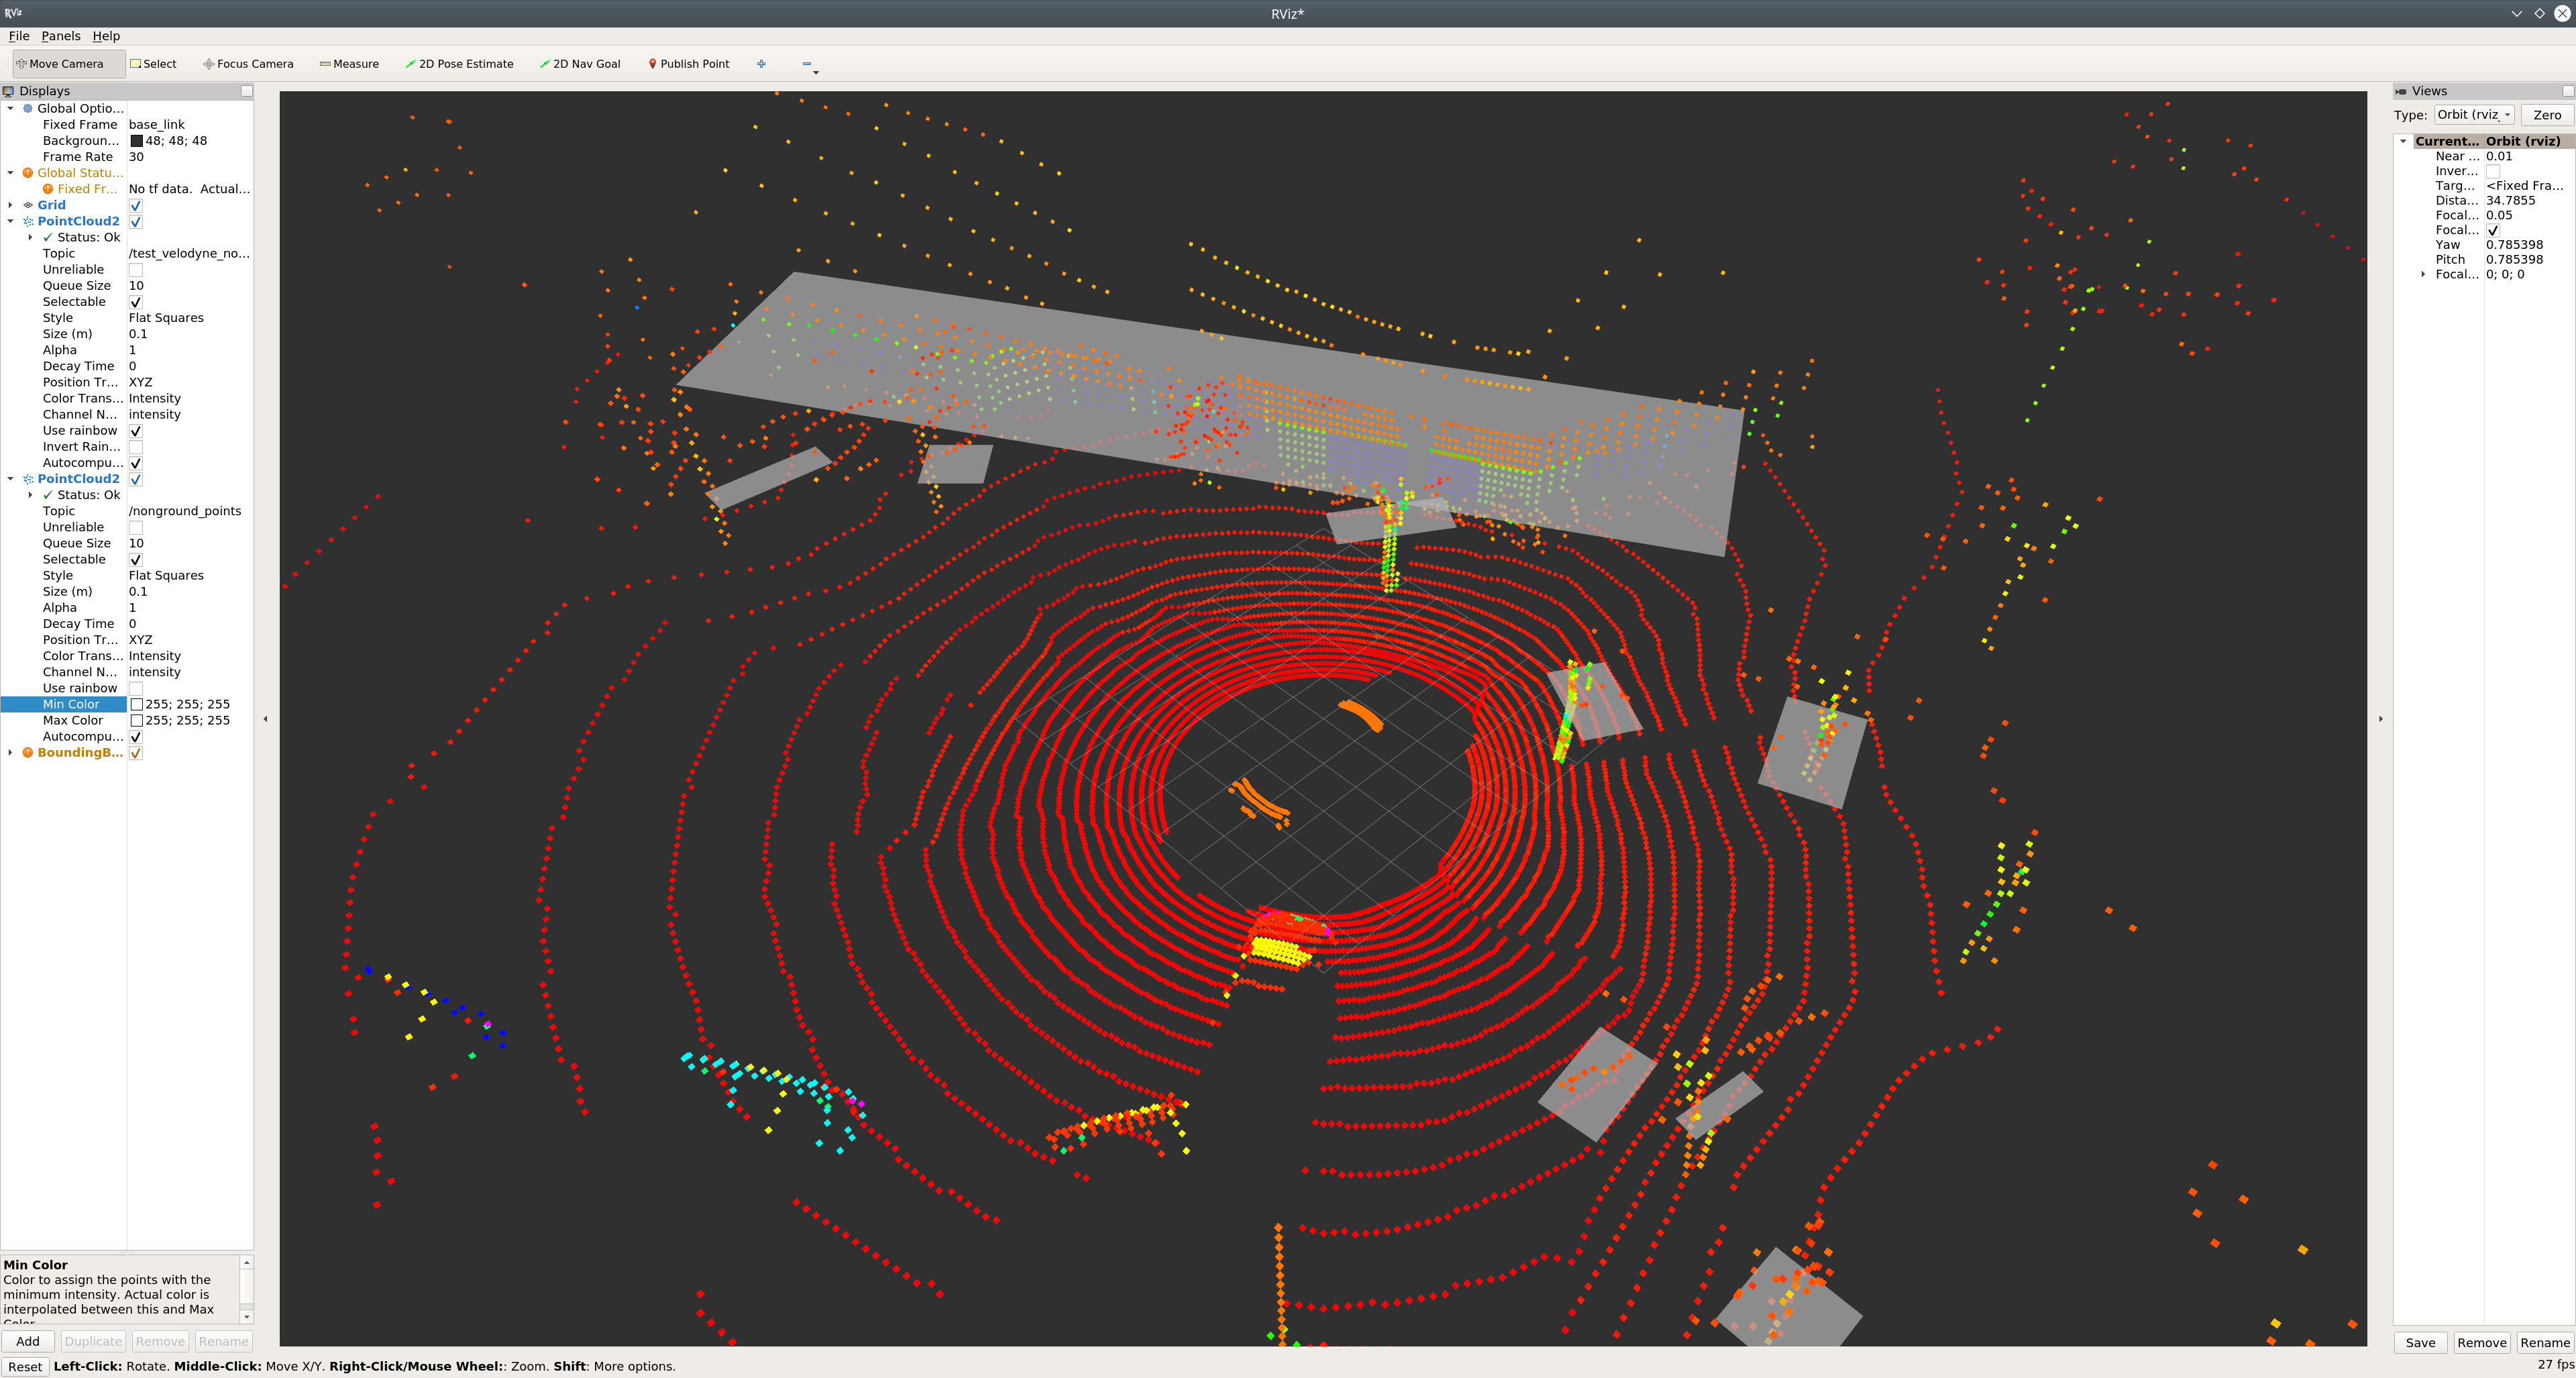 RViz
RViz*
File Panels Help
Move Camera Select Focus Camera Measure 2D Pose Estimate 2D Nav Goal Publish Point
Displays
Global Optio...
Fixed Frame base_link
Backgroun... 48; 48; 48
Frame Rate 30
Global Statu...
Fixed Fr... No tf data. Actual...
Grid
PointCloud2
Status: Ok
Topic /test_velodyne_no...
Unreliable
Queue Size 10
Selectable
Style Flat Squares
Size (m) 0.1
Alpha 1
Decay Time 0
Position Tr... XYZ
Color Trans... Intensity
Channel N... intensity
Use rainbow
Invert Rain...
Autocompu...
PointCloud2
Status: Ok
Topic /nonground_points
Unreliable
Queue Size 10
Selectable
Style Flat Squares
Size (m) 0.1
Alpha 1
Decay Time 0
Position Tr... XYZ
Color Trans... Intensity
Channel N... intensity
Use rainbow
Min Color 255; 255; 255
Max Color 255; 255; 255
Autocompu...
BoundingB...
Min Color
Color to assign the points with the
minimum intensity. Actual color is
interpolated between this and Max
Color.
Add Duplicate Remove Rename
Reset Left-Click: Rotate. Middle-Click: Move X/Y. Right-Click/Mouse Wheel:: Zoom. Shift: More options.
Views
Type: Orbit (rviz Zero
Current... Orbit (rviz)
Near ... 0.01
Inver...
Targ... <Fixed Fra...
Dista... 34.7855
Focal... 0.05
Focal...
Yaw 0.785398
Pitch 0.785398
Focal... 0; 0; 0
Save Remove Rename
27 fps